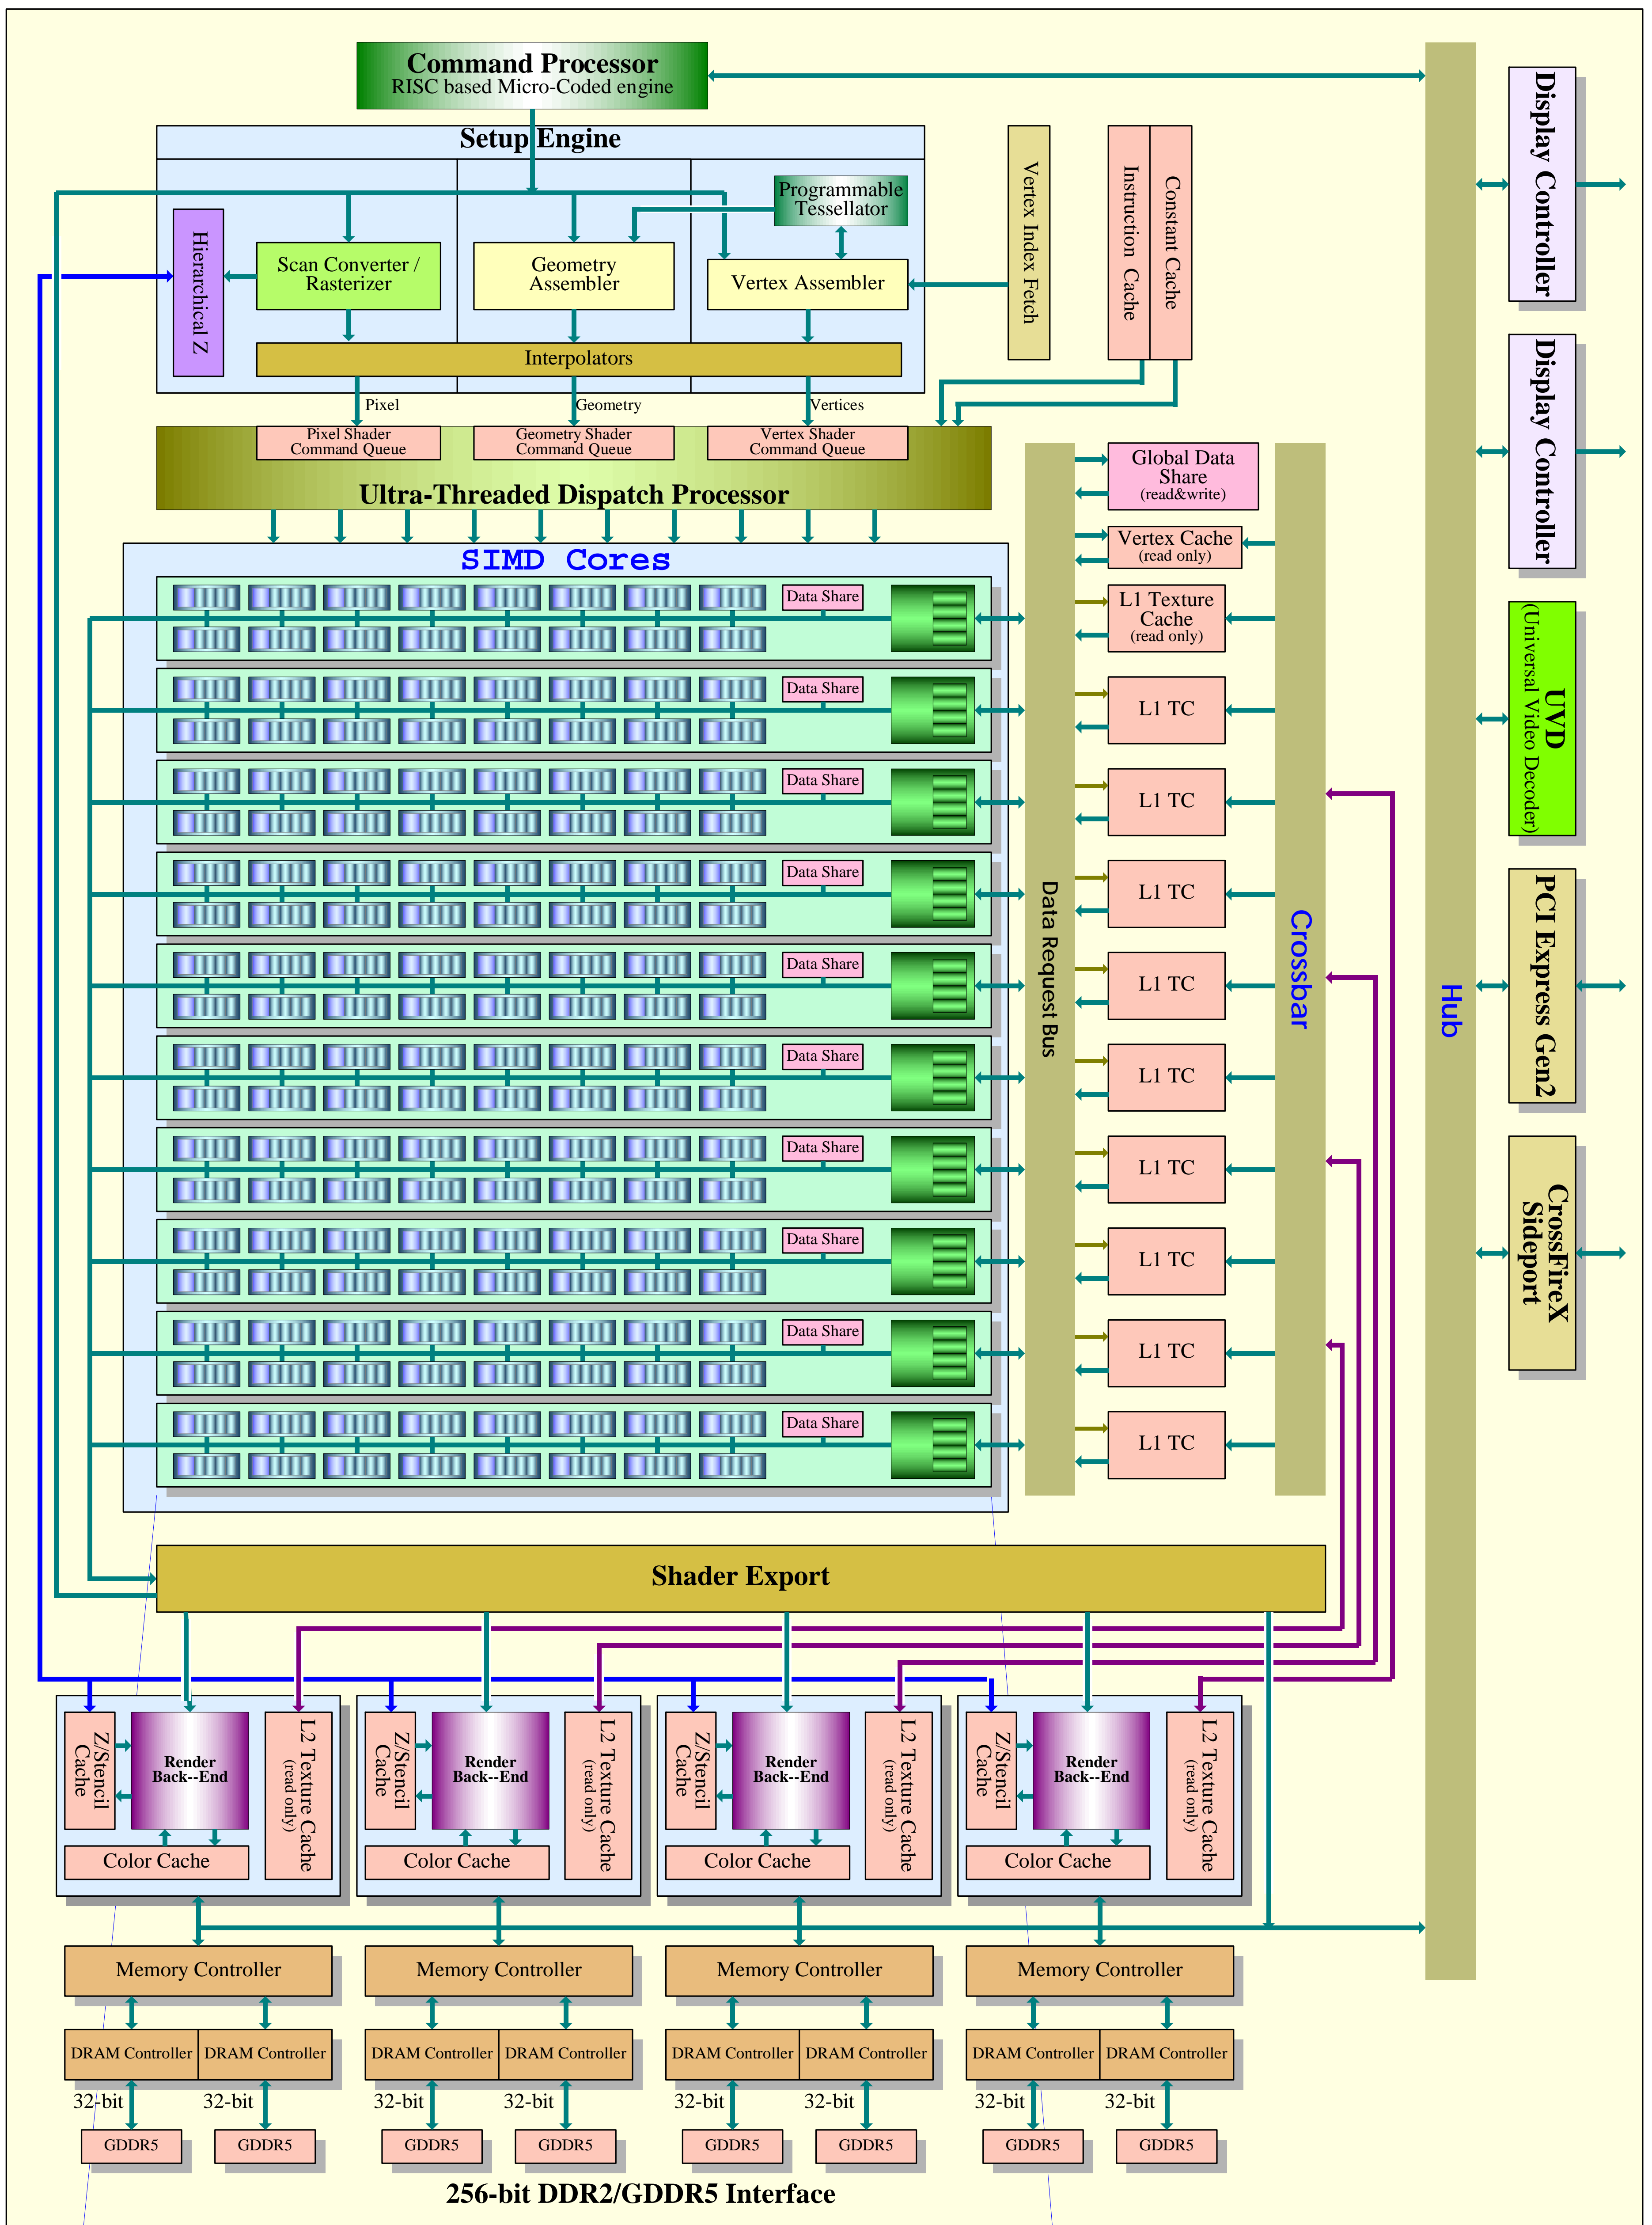 Command Processor
RISC based Micro-Coded engine
Setup Engine
Programmable
Tessellator
Hierarchical Z
Scan Converter /
Rasterizer
Geometry
Assembler
Vertex Assembler
Interpolators
Vertex Index Fetch
Instruction Cache
Constant Cache
Pixel
Geometry
Vertices
Pixel Shader
Command Queue
Geometry Shader
Command Queue
Vertex Shader
Command Queue
Ultra-Threaded Dispatch Processor
SIMD Cores
Data Share
Data Share
Data Share
Data Share
Data Share
Data Share
Data Share
Data Share
Data Share
Data Share
Data Request Bus
Global Data
Share
(read&write)
Vertex Cache
(read only)
L1 Texture
Cache
(read only)
L1 TC
L1 TC
L1 TC
L1 TC
L1 TC
L1 TC
L1 TC
L1 TC
L1 TC
Crossbar
Hub
Display Controller
Display Controller
UVD
(Universal Video Decoder)
PCI Express Gen2
CrossFireX
Sideport
Shader Export
Z/Stencil
Cache
Render
Back--End
L2 Texture Cache
(read only)
Color Cache
Z/Stencil
Cache
Render
Back--End
L2 Texture Cache
(read only)
Color Cache
Z/Stencil
Cache
Render
Back--End
L2 Texture Cache
(read only)
Color Cache
Z/Stencil
Cache
Render
Back--End
L2 Texture Cache
(read only)
Color Cache
Memory Controller
Memory Controller
Memory Controller
Memory Controller
DRAM Controller
DRAM Controller
DRAM Controller
DRAM Controller
DRAM Controller
DRAM Controller
DRAM Controller
DRAM Controller
32-bit
32-bit
32-bit
32-bit
32-bit
32-bit
32-bit
32-bit
GDDR5
GDDR5
GDDR5
GDDR5
GDDR5
GDDR5
GDDR5
GDDR5
256-bit DDR2/GDDR5 Interface